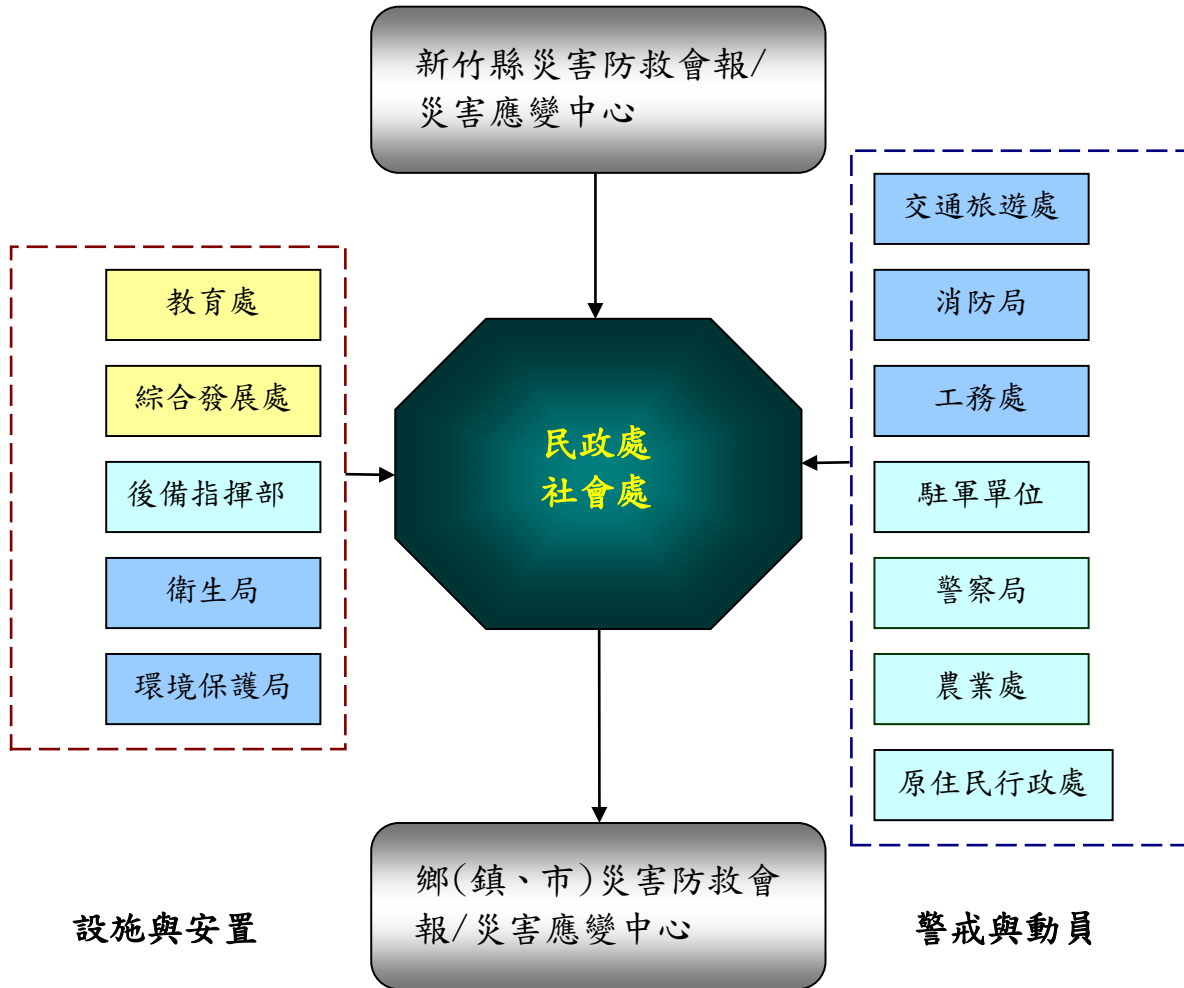 新竹縣災害防救會報/
災害應變中心
教育處
綜合發展處
後備指揮部
衛生局
環境保護局
民政處
社會處
交通旅遊處
消防局
工務處
駐軍單位
警察局
農業處
原住民行政處
鄉(鎮、市)災害防救會
報/災害應變中心
設施與安置
警戒與動員